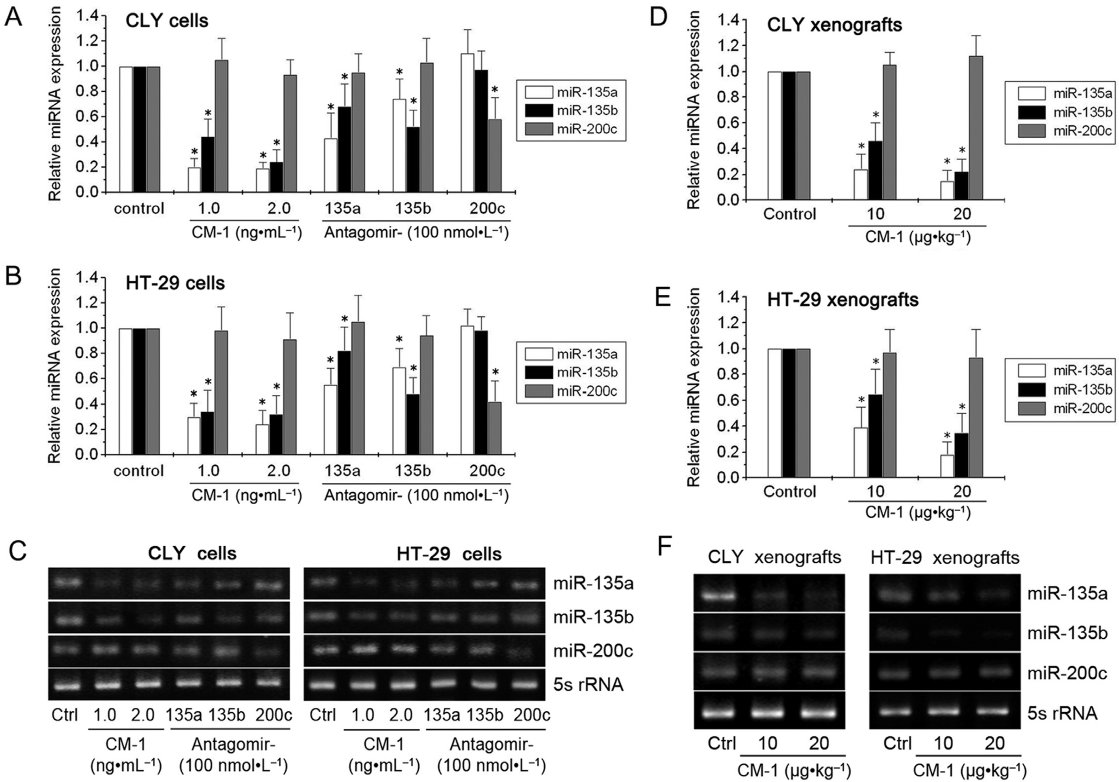 A
CLY cells
Relative miRNA expression
1.4
1.2
1.0
0.8
0.6
0.4
0.2
0.0
* * * * * * * * *
miR-135a
miR-135b
miR-200c
control 1.0 2.0 135a 135b 200c
CM-1 (ng•mL⁻¹) Antagomir- (100 nmol•L⁻¹)
B
HT-29 cells
Relative miRNA expression
1.4
1.2
1.0
0.8
0.6
0.4
0.2
0.0
* * * * * * * * *
miR-135a
miR-135b
miR-200c
control 1.0 2.0 135a 135b 200c
CM-1 (ng•mL⁻¹) Antagomir- (100 nmol•L⁻¹)
C
CLY cells HT-29 cells
miR-135a
miR-135b
miR-200c
5s rRNA
Ctrl 1.0 2.0 135a 135b 200c Ctrl 1.0 2.0 135a 135b 200c
CM-1 Antagomir- CM-1 Antagomir-
(ng•mL⁻¹) (100 nmol•L⁻¹) (ng•mL⁻¹) (100 nmol•L⁻¹)
D
CLY xenografts
Relative miRNA expression
1.4
1.2
1.0
0.8
0.6
0.4
0.2
0.0
* * * *
miR-135a
miR-135b
miR-200c
Control 10 20
CM-1 (µg•kg⁻¹)
E
HT-29 xenografts
Relative miRNA expression
1.4
1.2
1.0
0.8
0.6
0.4
0.2
0.0
* * * *
miR-135a
miR-135b
miR-200c
Control 10 20
CM-1 (µg•kg⁻¹)
F
CLY xenografts HT-29 xenografts
miR-135a
miR-135b
miR-200c
5s rRNA
Ctrl 10 20 Ctrl 10 20
CM-1 (µg•kg⁻¹) CM-1 (µg•kg⁻¹)